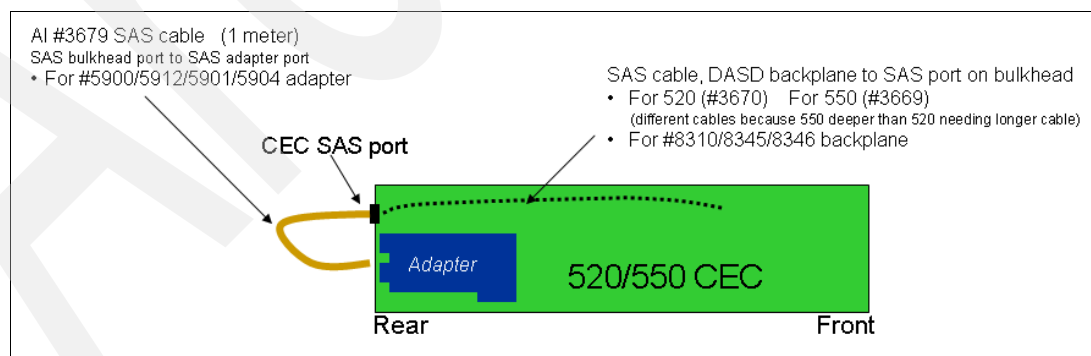 AI #3679 SAS cable (1 meter)
SAS bulkhead port to SAS adapter port
• For #5900/5912/5901/5904 adapter
SAS cable, DASD backplane to SAS port on bulkhead
• For 520 (#3670) For 550 (#3669)
(different cables because 550 deeper than 520 needing longer cable)
• For #8310/8345/8346 backplane
CEC SAS port
Adapter
520/550 CEC
Rear
Front